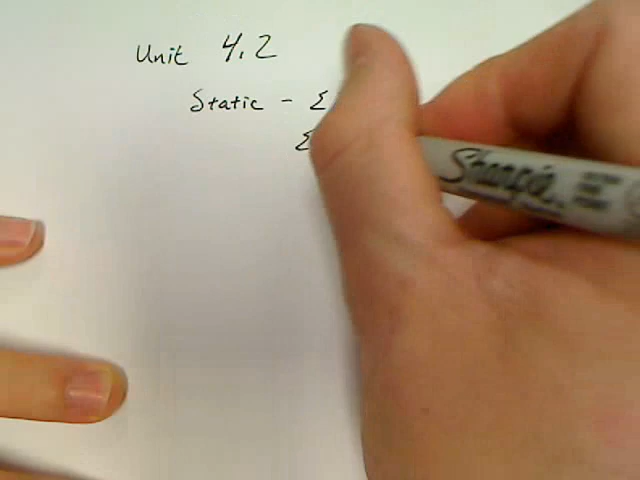 Unit 4.2
Static - Σ
Σ
Sharpie.